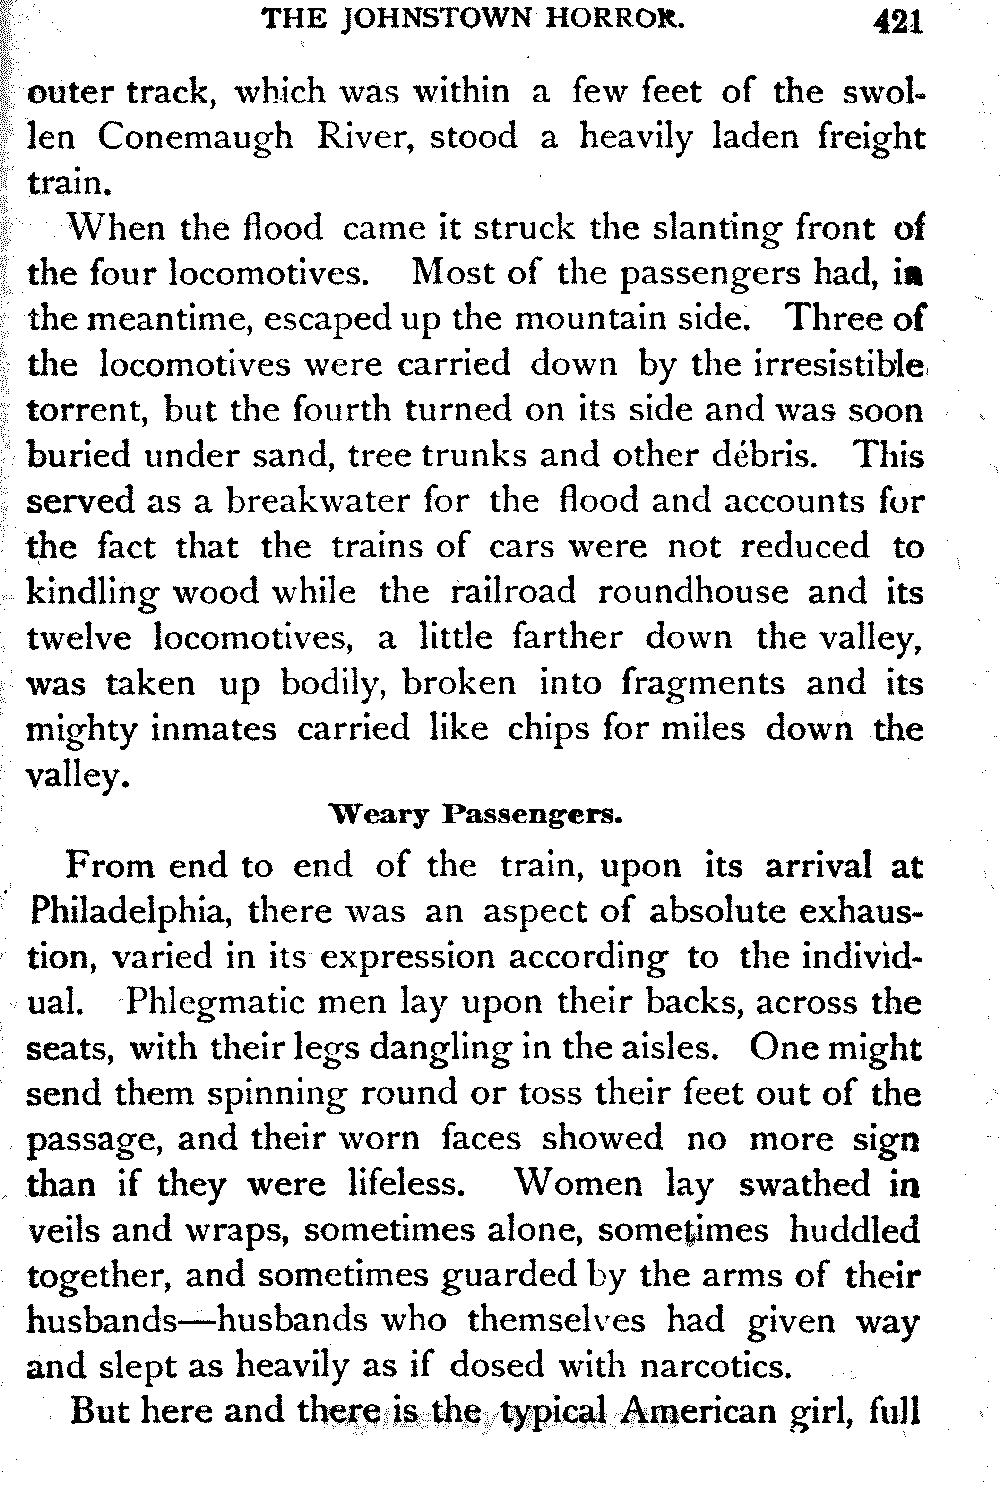 THE JOHNSTOWN HORROR. 421
outer track, which was within a few feet of the swol-
len Conemaugh River, stood a heavily laden freight
train.
When the flood came it struck the slanting front of
the four locomotives. Most of the passengers had, in
the meantime, escaped up the mountain side. Three of
the locomotives were carried down by the irresistible
torrent, but the fourth turned on its side and was soon
buried under sand, tree trunks and other débris. This
served as a breakwater for the flood and accounts for
the fact that the trains of cars were not reduced to
kindling wood while the railroad roundhouse and its
twelve locomotives, a little farther down the valley,
was taken up bodily, broken into fragments and its
mighty inmates carried like chips for miles down the
valley.
Weary Passengers.
From end to end of the train, upon its arrival at
Philadelphia, there was an aspect of absolute exhaus-
tion, varied in its expression according to the individ-
ual. Phlegmatic men lay upon their backs, across the
seats, with their legs dangling in the aisles. One might
send them spinning round or toss their feet out of the
passage, and their worn faces showed no more sign
than if they were lifeless. Women lay swathed in
veils and wraps, sometimes alone, sometimes huddled
together, and sometimes guarded by the arms of their
husbands—husbands who themselves had given way
and slept as heavily as if dosed with narcotics.
But here and there is the typical American girl, full